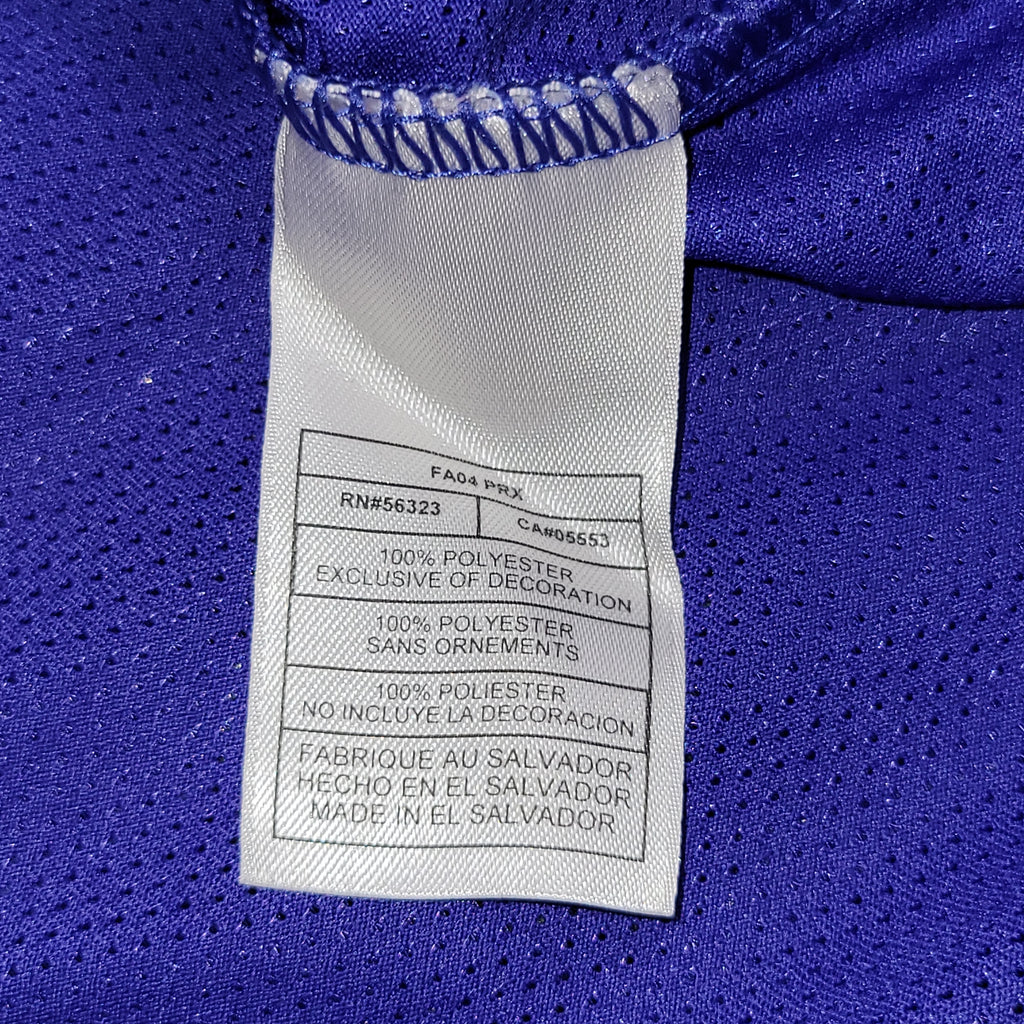 FA04 PRX
RN#56323
CA#05553
100% POLYESTER
EXCLUSIVE OF DECORATION
100% POLYESTER
SANS ORNEMENTS
100% POLIESTER
NO INCLUYE LA DECORACION
FABRIQUE AU SALVADOR
HECHO EN EL SALVADOR
MADE IN EL SALVADOR